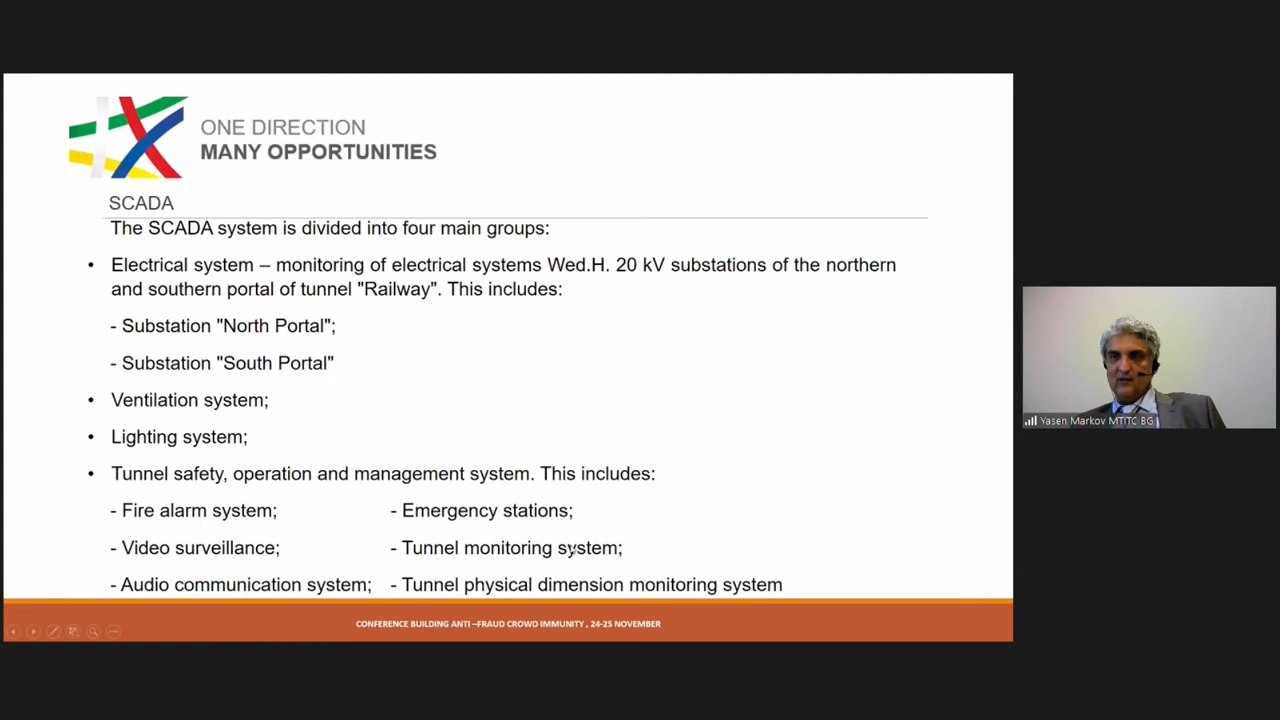 ONE DIRECTION
MANY OPPORTUNITIES
SCADA
The SCADA system is divided into four main groups:
• Electrical system – monitoring of electrical systems Wed.H. 20 kV substations of the northern
and southern portal of tunnel "Railway". This includes:
- Substation "North Portal";
- Substation "South Portal"
• Ventilation system;
• Lighting system;
• Tunnel safety, operation and management system. This includes:
- Fire alarm system; - Emergency stations;
- Video surveillance; - Tunnel monitoring system;
- Audio communication system; - Tunnel physical dimension monitoring system
CONFERENCE BUILDING ANTI –FRAUD CROWD IMMUNITY , 24-25 NOVEMBER
Yasen Markov MTITC BG